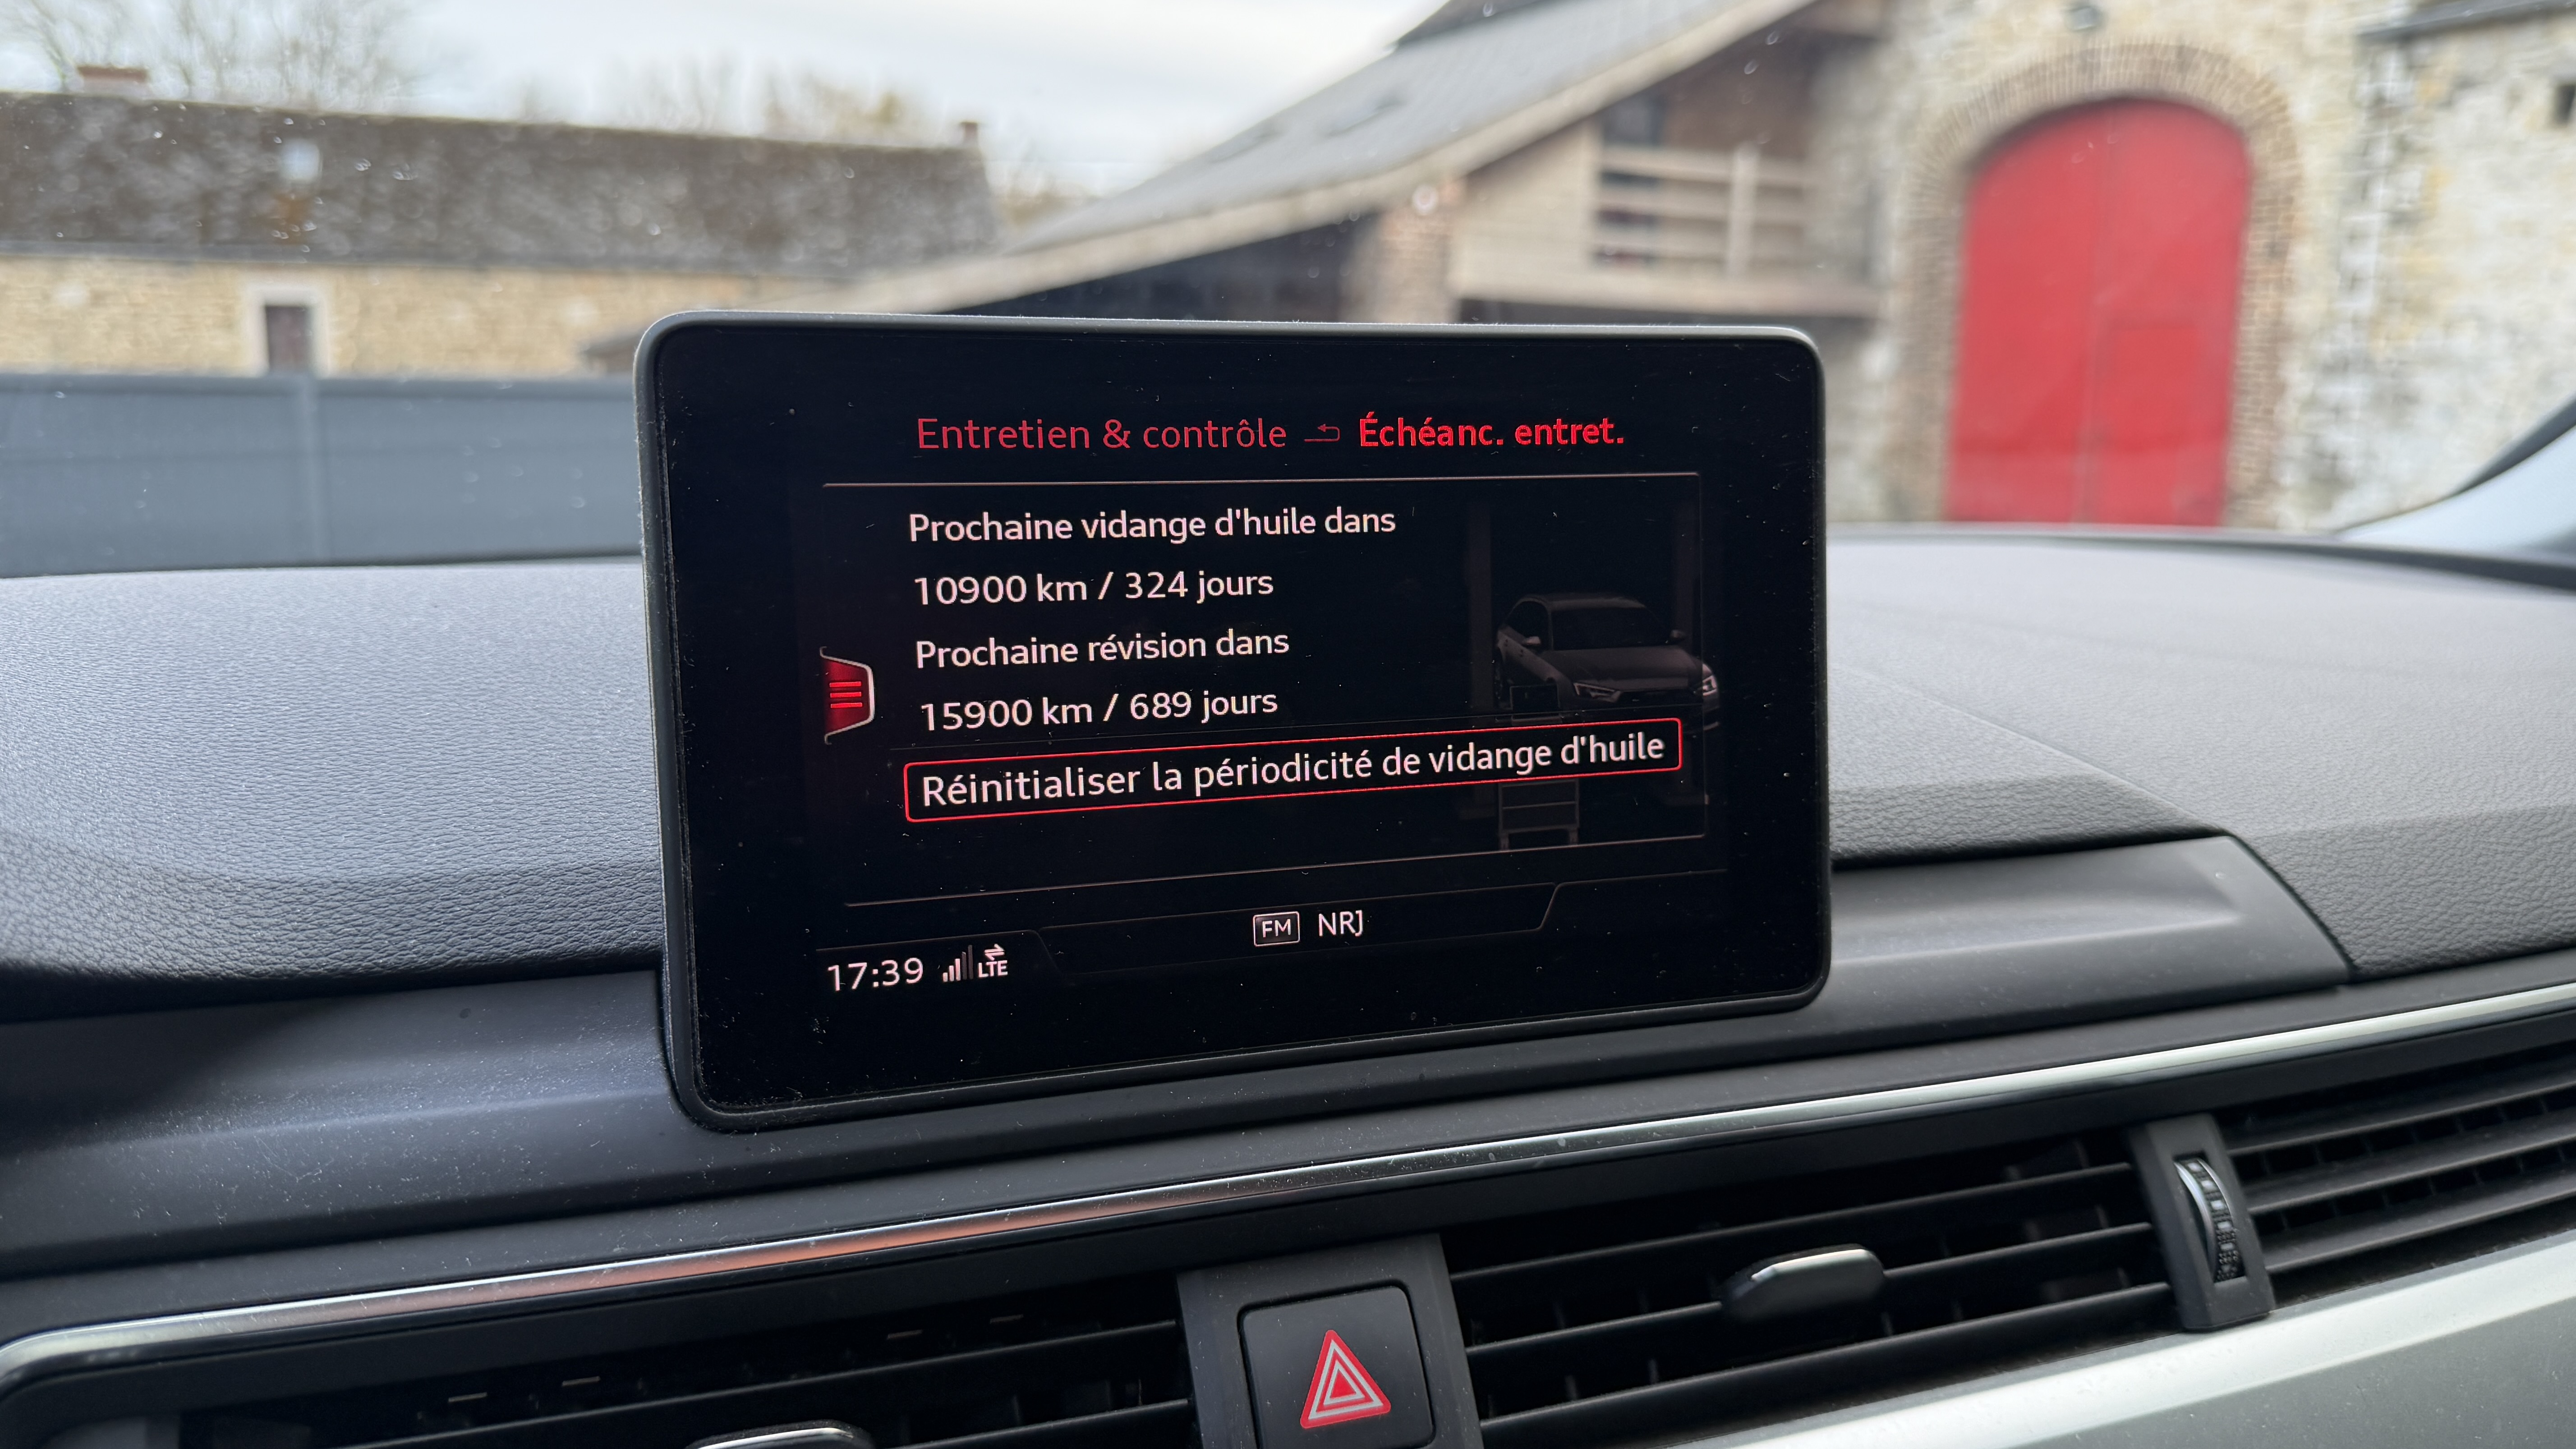 Entretien & contrôle Échéanc. entret.
Prochaine vidange d'huile dans
10900 km / 324 jours
Prochaine révision dans
15900 km / 689 jours
Réinitialiser la périodicité de vidange d'huile
FM NRJ
17:39 LTE